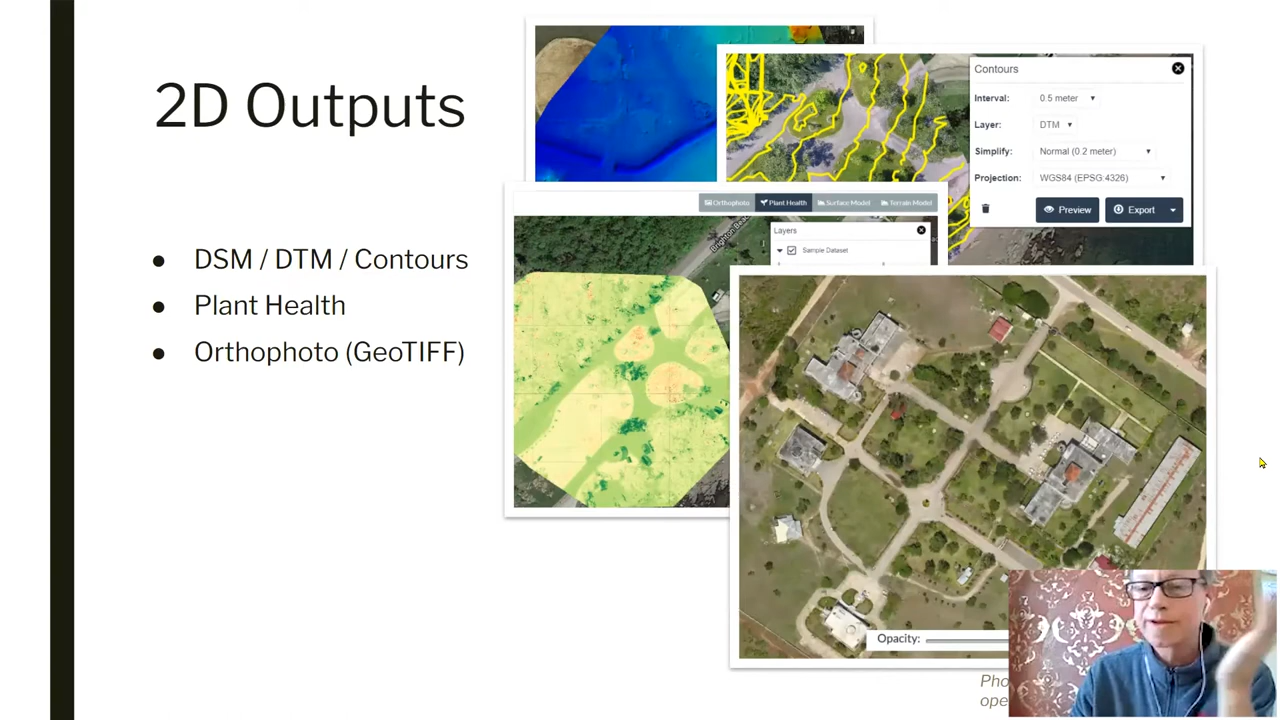 2D Outputs
● DSM / DTM / Contours
● Plant Health
● Orthophoto (GeoTIFF)
Contours
Interval: 0.5 meter
Layer: DTM
Simplify: Normal (0.2 meter)
Projection: WGS84 (EPSG:4326)
Preview Export
Orthophoto Plant Health Surface Model Terrain Model
Brighton Beach
Layers
Sample Dataset
Opacity: